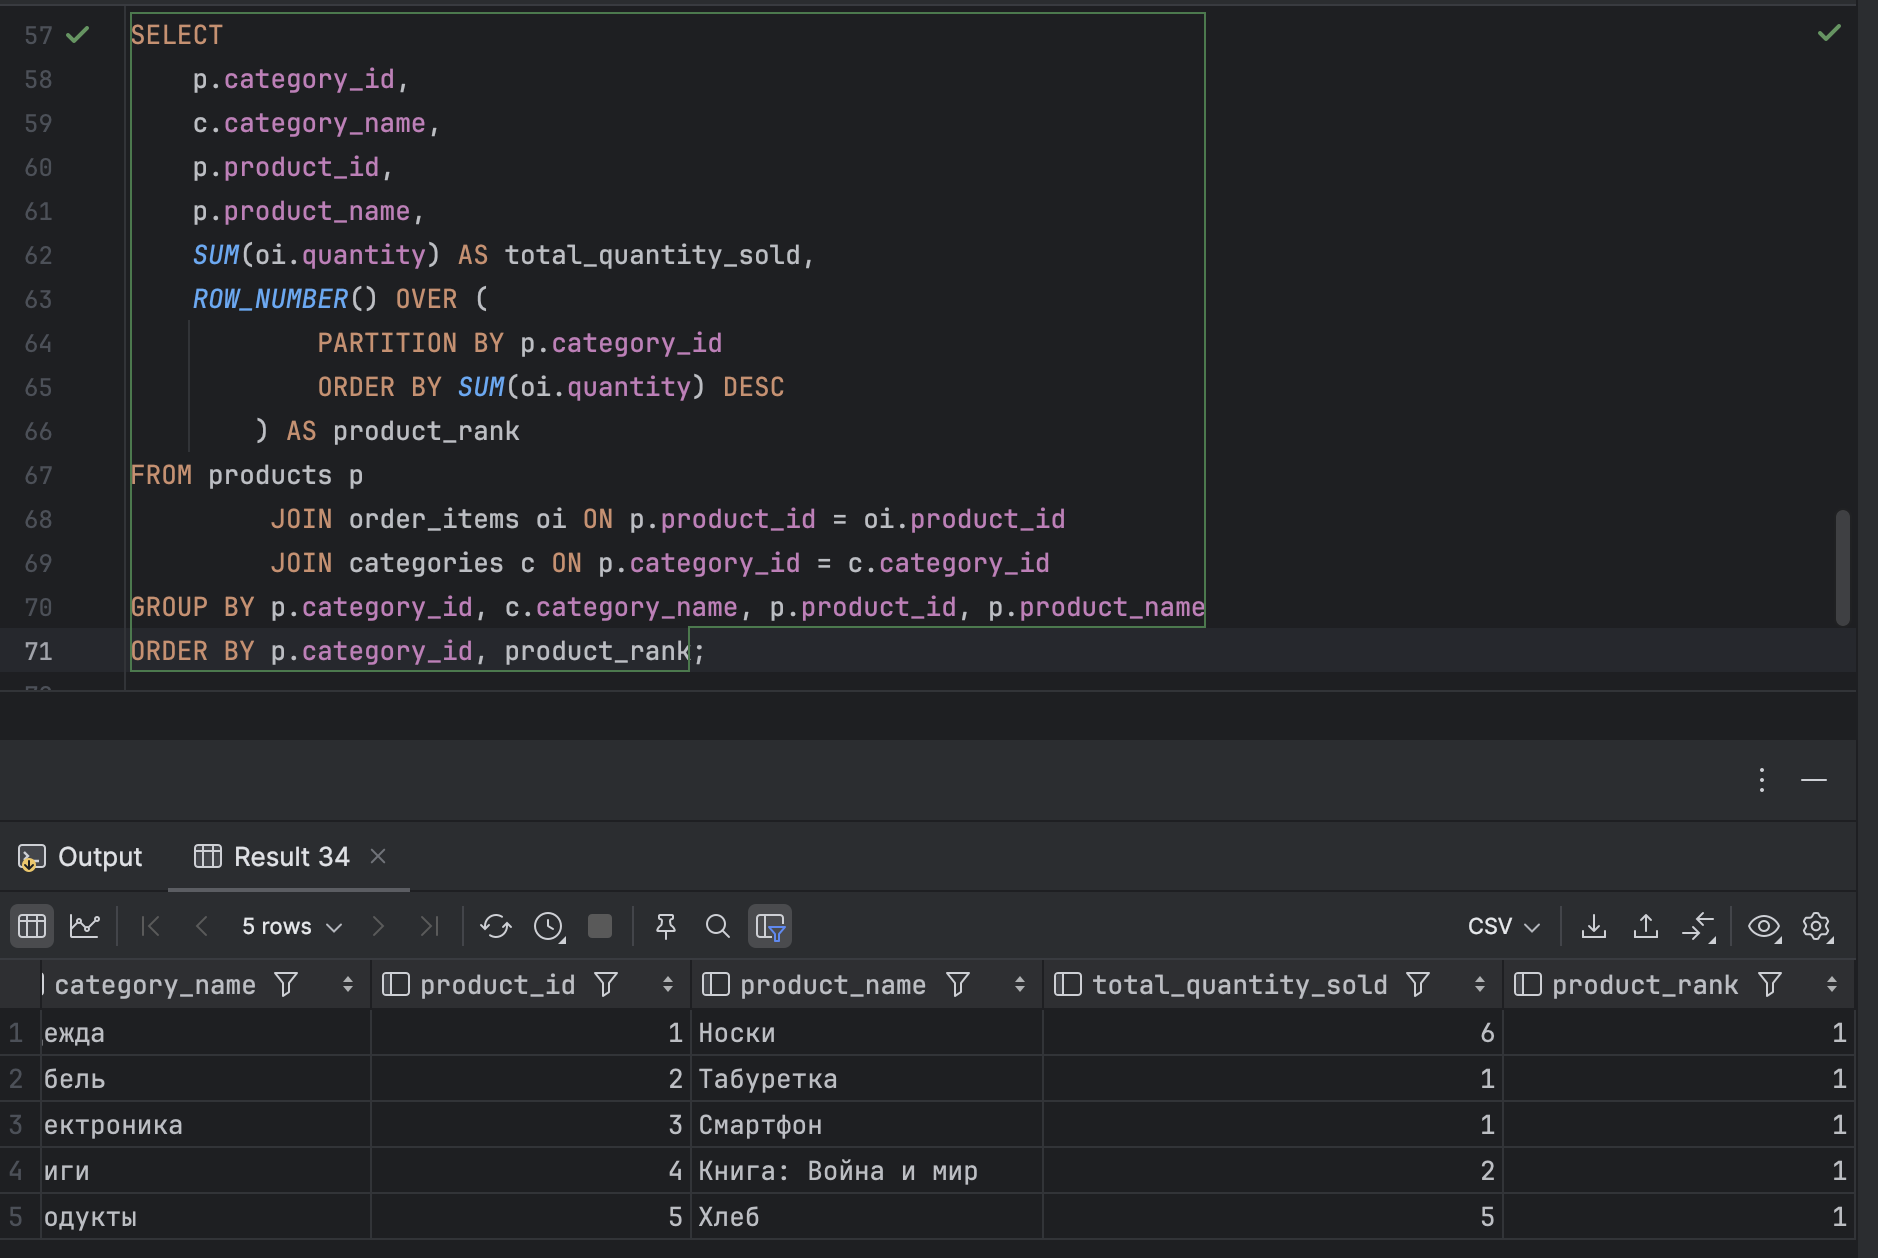 57 SELECT
58 p.category_id,
59 c.category_name,
60 p.product_id,
61 p.product_name,
62 SUM(oi.quantity) AS total_quantity_sold,
63 ROW_NUMBER() OVER (
64 PARTITION BY p.category_id
65 ORDER BY SUM(oi.quantity) DESC
66 ) AS product_rank
67 FROM products p
68 JOIN order_items oi ON p.product_id = oi.product_id
69 JOIN categories c ON p.category_id = c.category_id
70 GROUP BY p.category_id, c.category_name, p.product_id, p.product_name
71 ORDER BY p.category_id, product_rank;
Output Result 34
5 rows CSV
category_name product_id product_name total_quantity_sold product_rank
1 ежда 1 Носки 6 1
2 бель 2 Табуретка 1 1
3 ектроника 3 Смартфон 1 1
4 иги 4 Книга: Война и мир 2 1
5 одукты 5 Хлеб 5 1